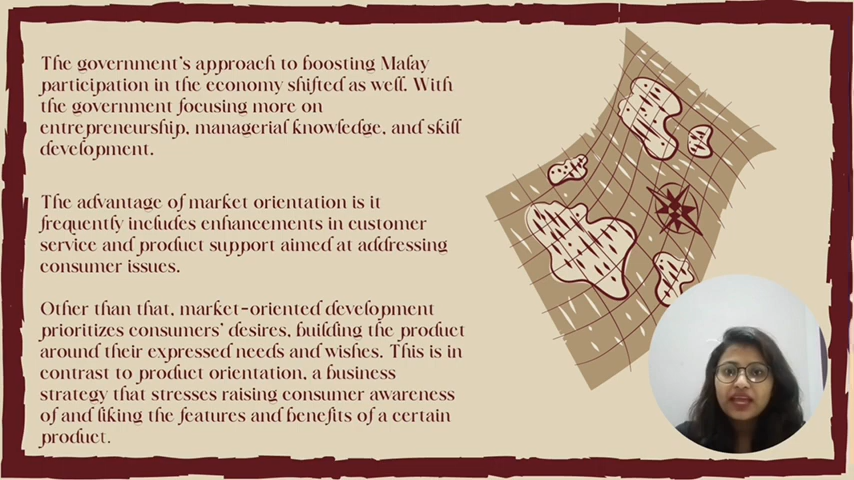 The government's approach to boosting Malay
participation in the economy shifted as well. With
the government focusing more on
entrepreneurship, managerial knowledge, and skill
development.
The advantage of market orientation is it
frequently includes enhancements in customer
service and product support aimed at addressing
consumer issues.
Other than that, market-oriented development
prioritizes consumers' desires, building the product
around their expressed needs and wishes. This is in
contrast to product orientation, a business
strategy that stresses raising consumer awareness
of and liking the features and benefits of a certain
product.